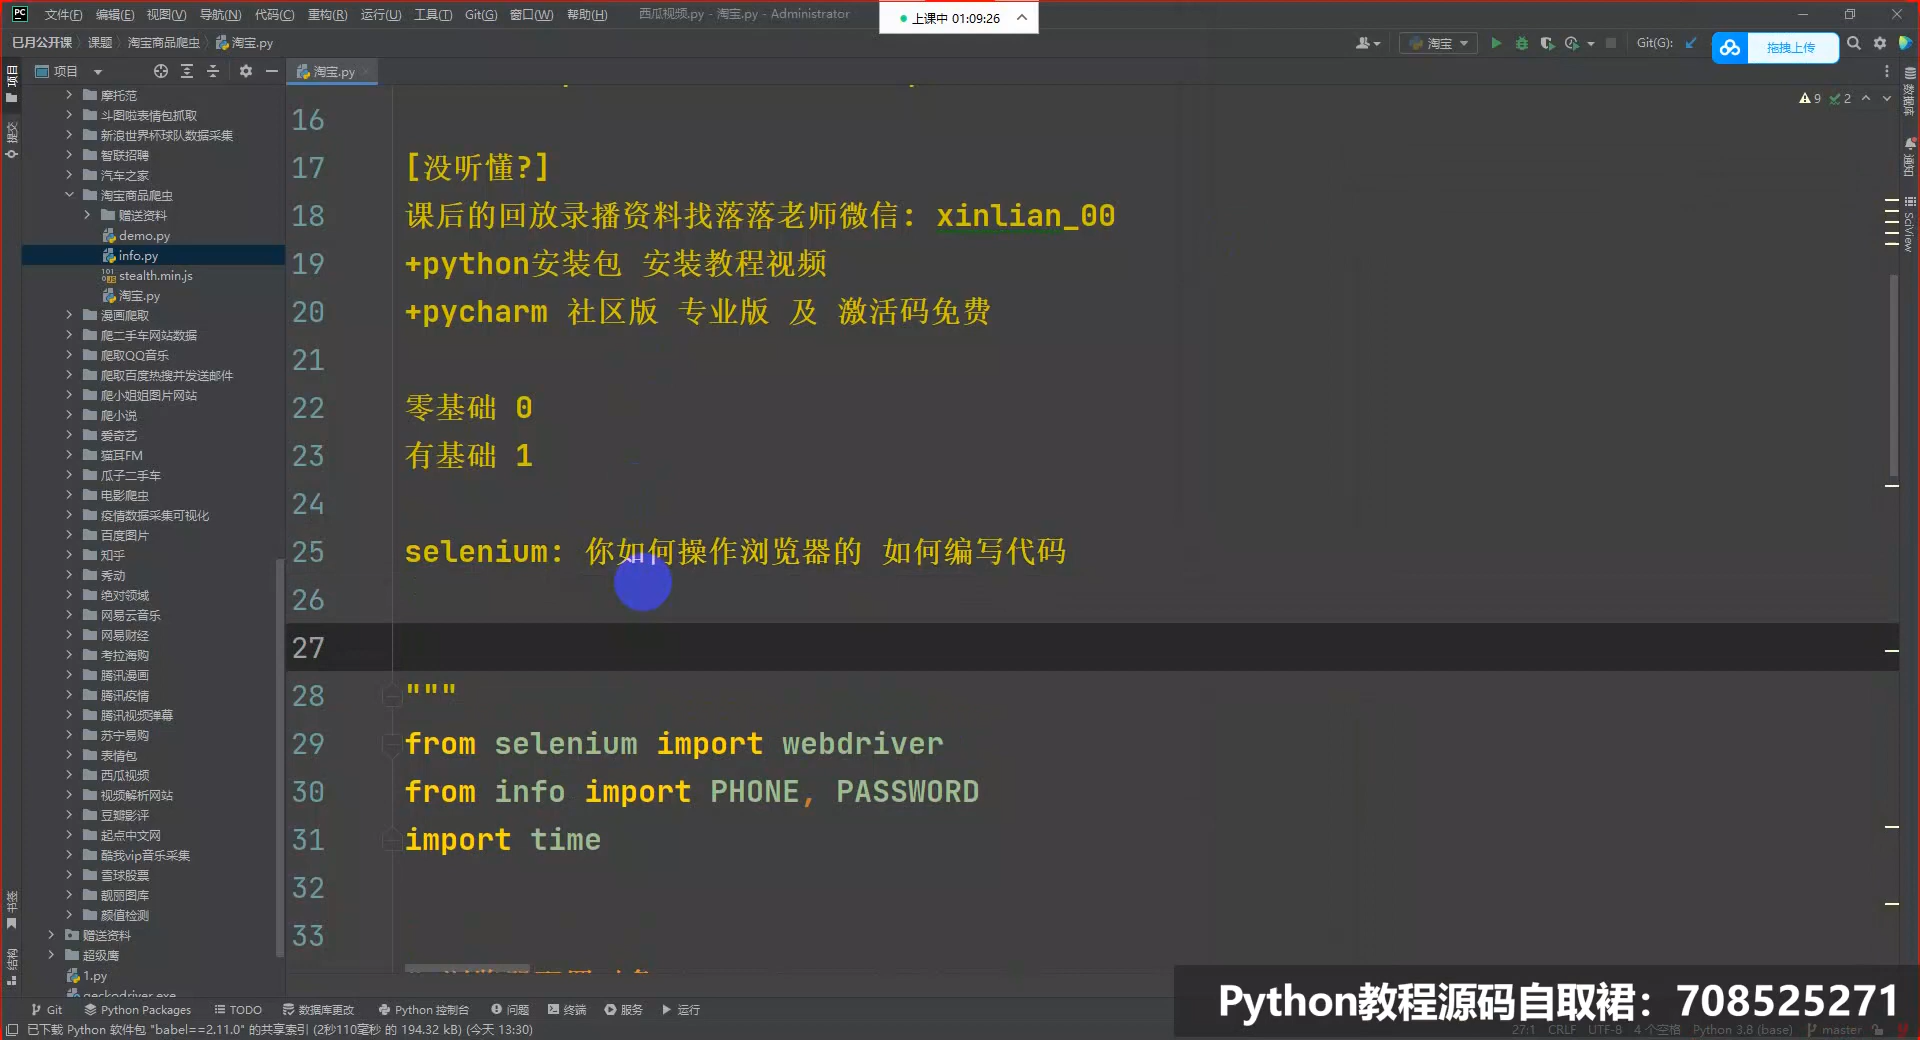 文件(F) 编辑(E) 视图(V) 导航(N) 代码(C) 重构(R) 运行(U) 工具(T) Git(G) 窗口(W) 帮助(H) 西瓜视频.py - 淘宝.py - Administrator
上课中 01:09:26
巳月公开课 课题 淘宝商品爬虫 淘宝.py
淘宝 Git(G): 拖拽上传
项目 淘宝.py
摩托范
斗图啦表情包抓取
新浪世界杯球队数据采集
智联招聘
汽车之家
淘宝商品爬虫
赠送资料
demo.py
info.py
stealth.min.js
淘宝.py
漫画爬取
爬二手车网站数据
爬取QQ音乐
爬取百度热搜并发送邮件
爬小姐姐图片网站
爬小说
爱奇艺
猫耳FM
瓜子二手车
电影爬虫
疫情数据采集可视化
百度图片
知乎
秀动
绝对领域
网易云音乐
网易财经
考拉海购
腾讯漫画
腾讯疫情
腾讯视频弹幕
苏宁易购
表情包
西瓜视频
视频解析网站
豆瓣影评
起点中文网
酷我vip音乐采集
雪球股票
靓丽图库
颜值检测
赠送资料
超级鹰
1.py
geckodriver.exe
项目
提交
书签
结构
9 2
16
17 [没听懂?]
18 课后的回放录播资料找落落老师微信: xinlian_00
19 +python安装包 安装教程视频
20 +pycharm 社区版 专业版 及 激活码免费
21
22 零基础 0
23 有基础 1
24
25 selenium: 你如何操作浏览器的 如何编写代码
26
27
28 """
29 from selenium import webdriver
30 from info import PHONE, PASSWORD
31 import time
32
33
数据库
通知
SciView
Python教程源码自取裙：708525271
Git Python Packages TODO 数据库更改 Python 控制台 问题 终端 服务 运行
已下载 Python 软件包 "babel==2.11.0" 的共享索引 (2秒110毫秒 的 194.32 kB) (今天 13:30)
27:1 CRLF UTF-8 4 个空格 Python 3.8 (base) master